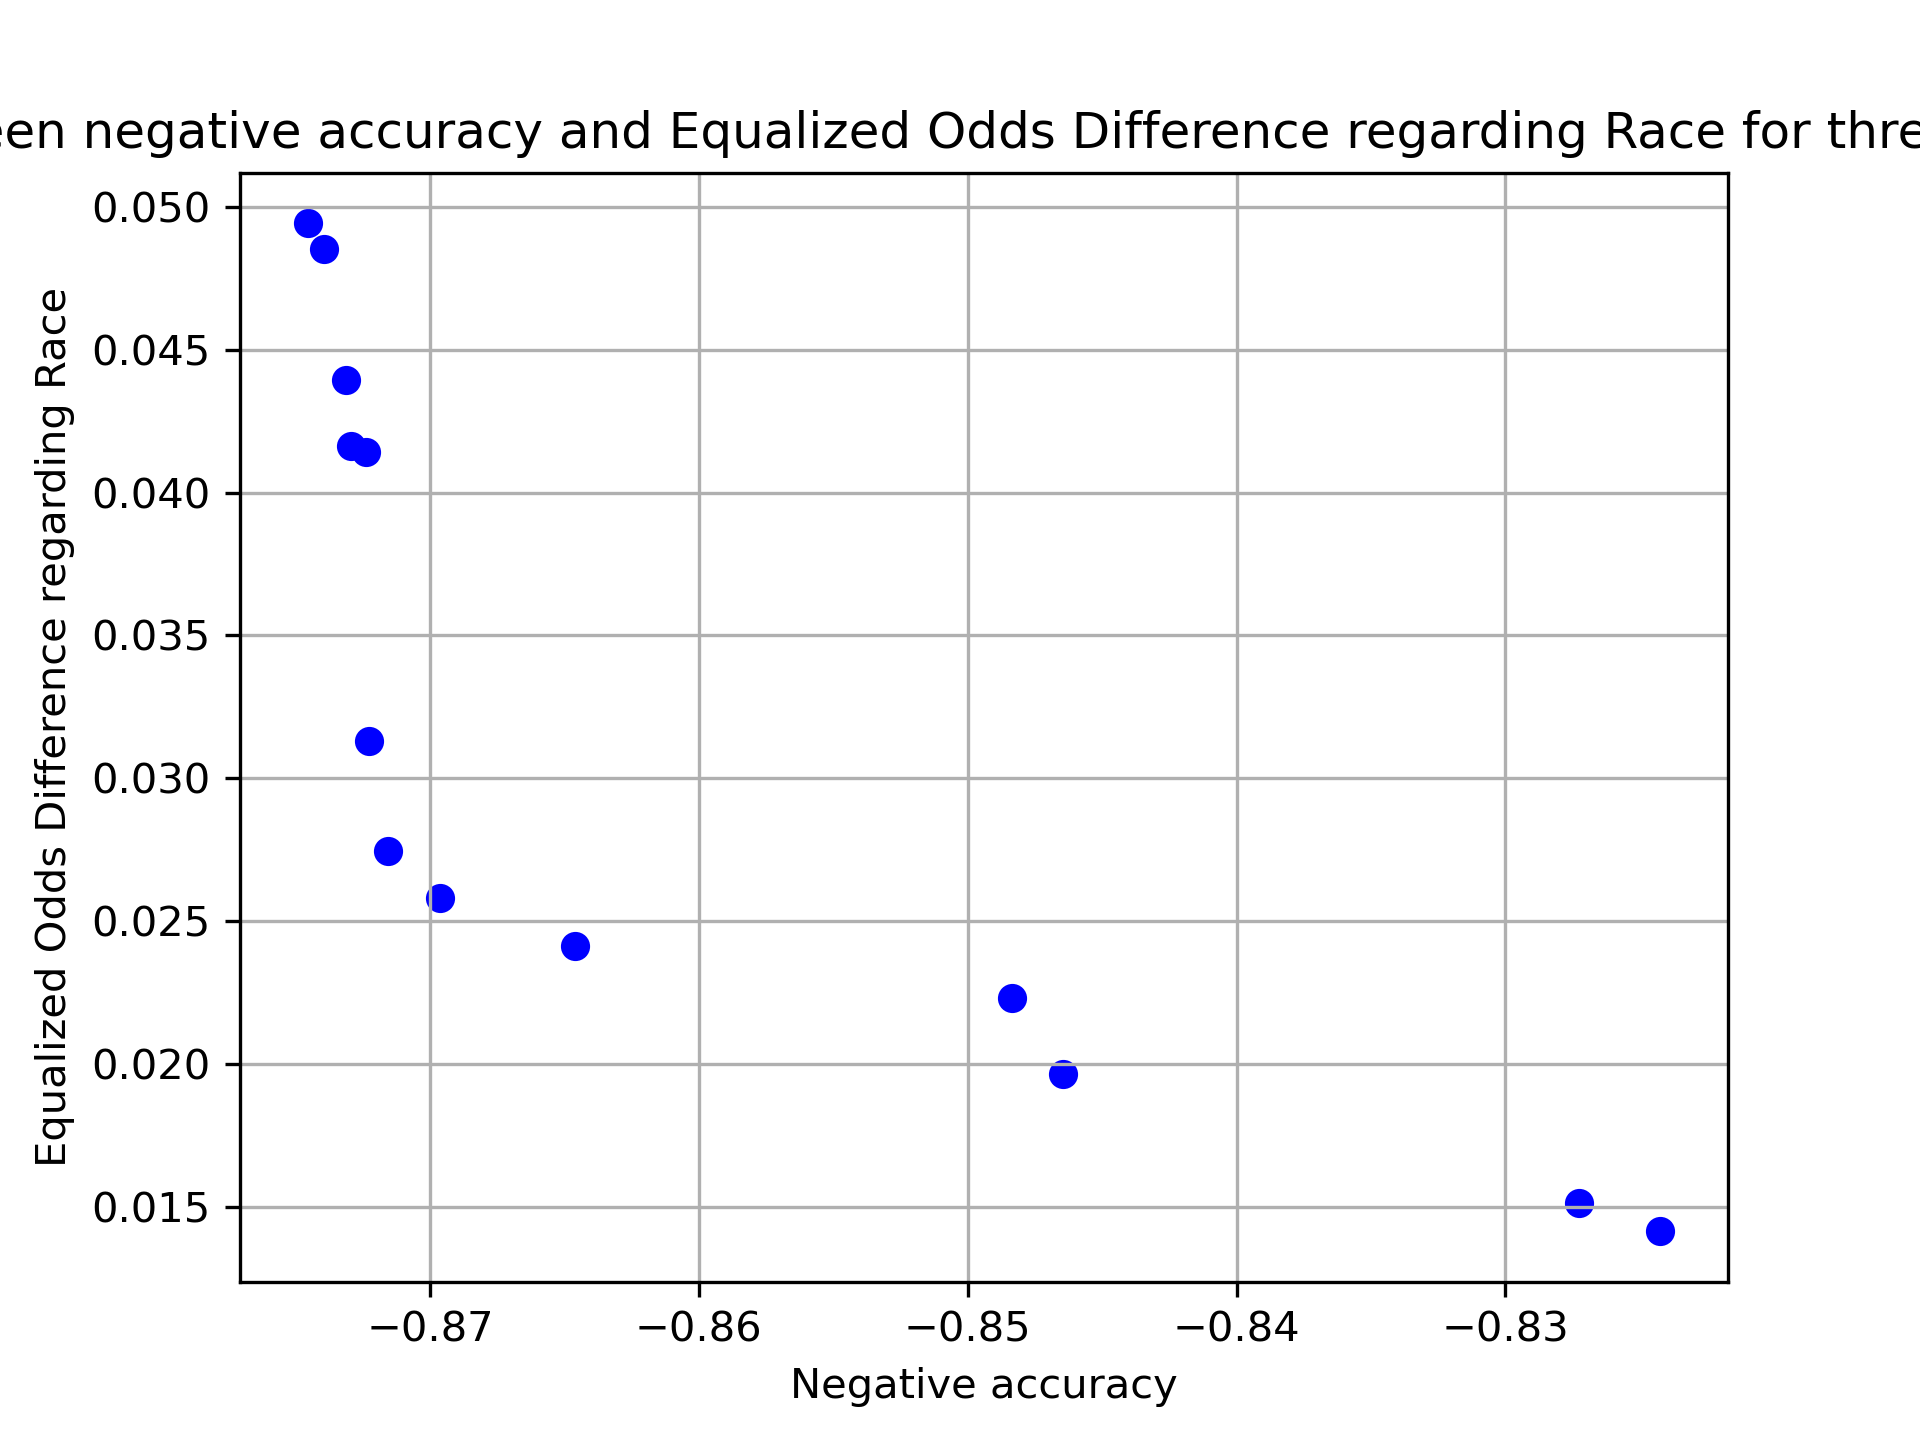 negative accuracy and Equalized Odds Difference regarding Race for
0.050
0.045
0.040
0.035
0.030
0.025
0.020
0.015
Equalized Odds Difference regarding Race
−0.87 −0.86 −0.85 −0.84 −0.83
Negative accuracy